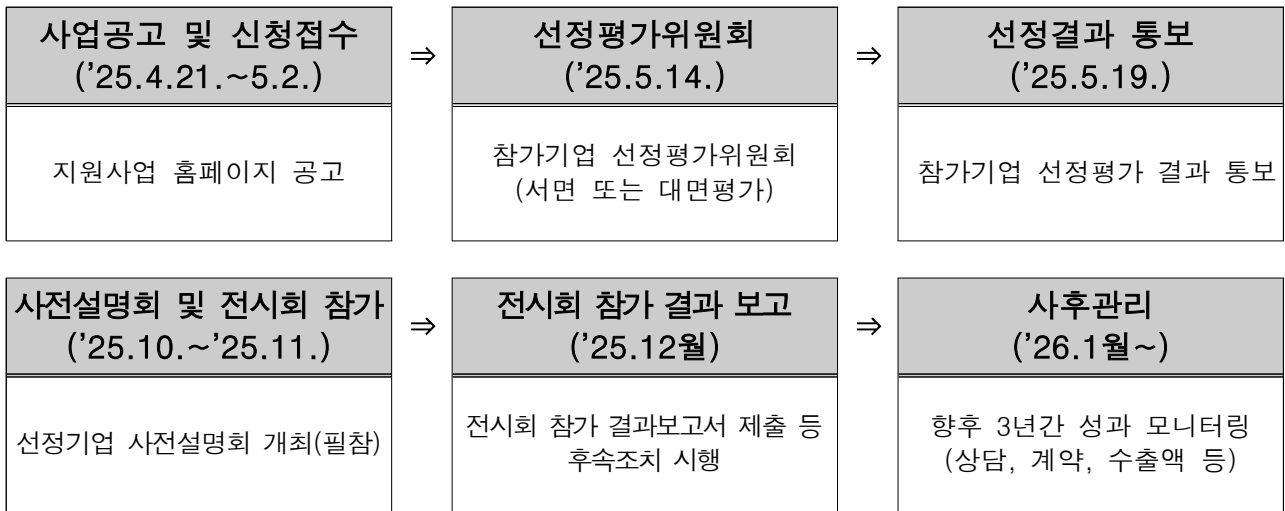 사업공고 및 신청접수
('25.4.21.~5.2.)
지원사업 홈페이지 공고
⇒
선정평가위원회
('25.5.14.)
참가기업 선정평가위원회
(서면 또는 대면평가)
⇒
선정결과 통보
('25.5.19.)
참가기업 선정평가 결과 통보
사전설명회 및 전시회 참가
('25.10.~'25.11.)
선정기업 사전설명회 개최(필참)
⇒
전시회 참가 결과 보고
('25.12월)
전시회 참가 결과보고서 제출 등
후속조치 시행
⇒
사후관리
('26.1월~)
향후 3년간 성과 모니터링
(상담, 계약, 수출액 등)